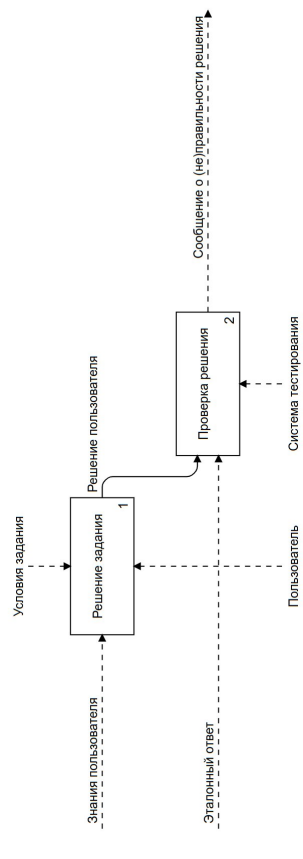 Условия задания
Знания пользователя
Решение задания
1
Решение пользователя
Эталонный ответ
Проверка решения
2
Сообщение о (не)правильности решения
Пользователь
Система тестирования